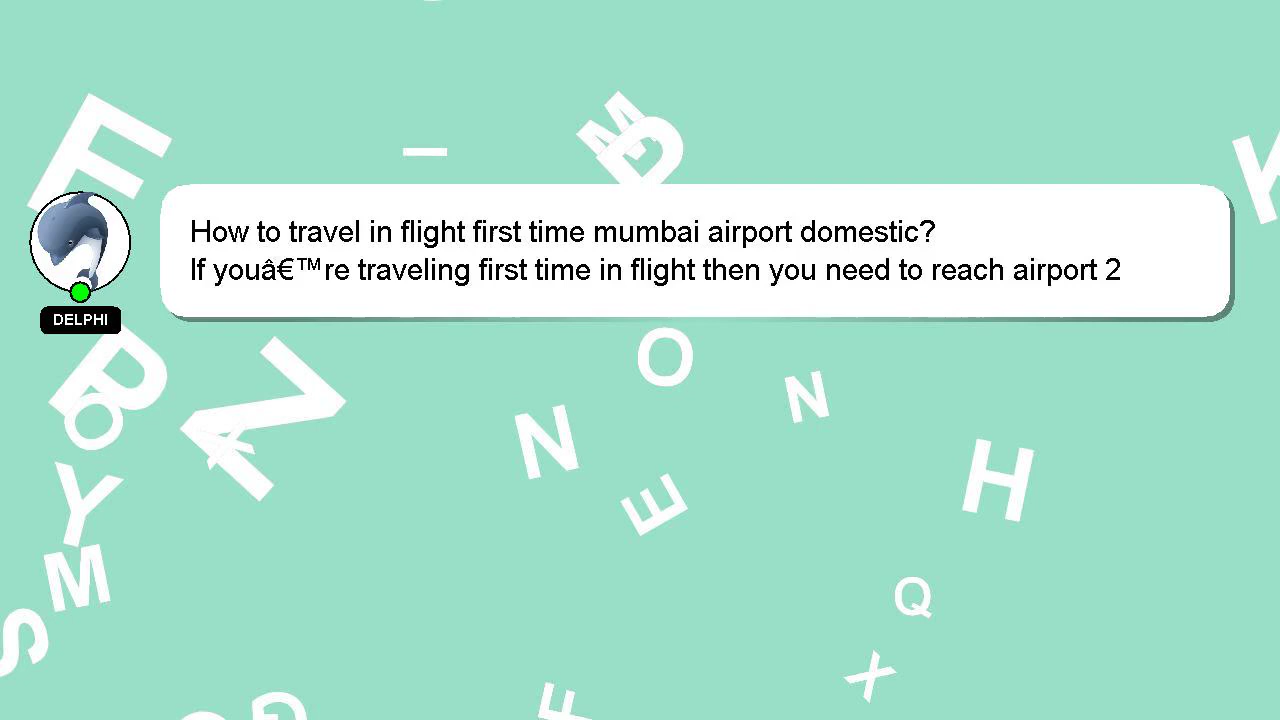 How to travel in flight first time mumbai airport domestic?
If youâ€™re traveling first time in flight then you need to reach airport 2
DELPHI
E
I
M
D
K
B
O
Z
A
Y
M
S
O
N
N
E
H
Q
X
F
G